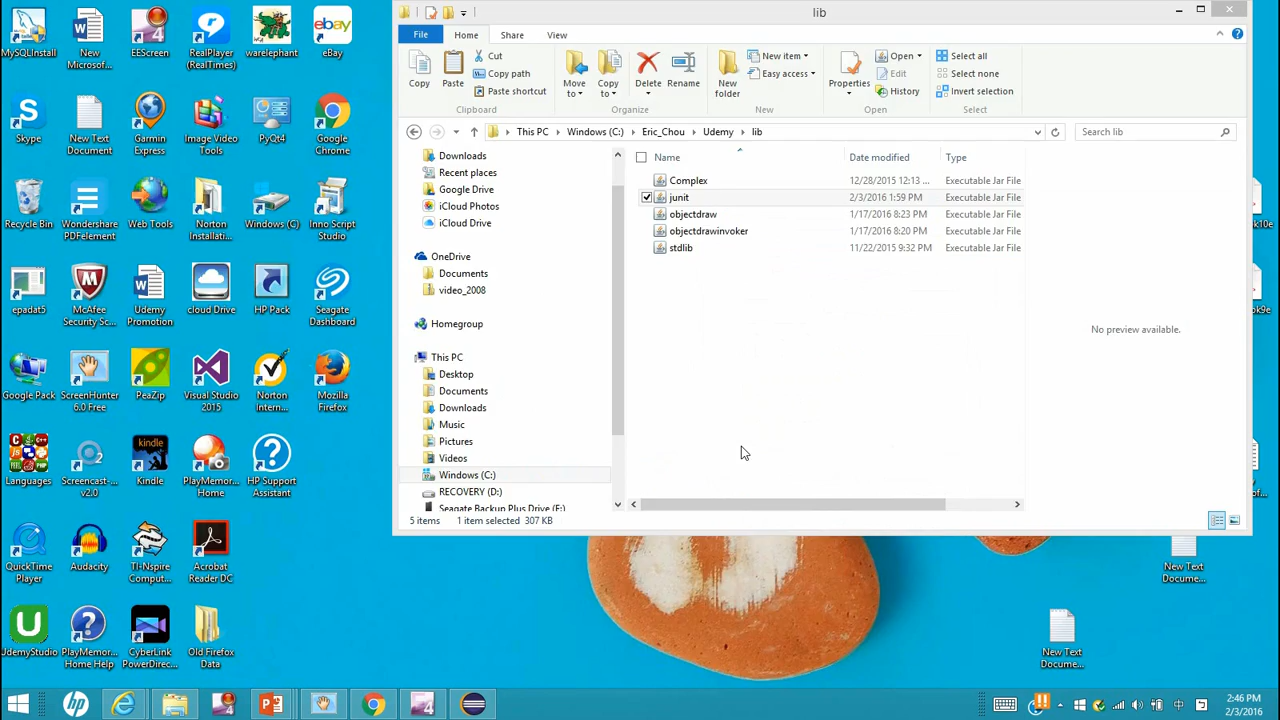 lib
File
Home
Share
View
Copy
Paste
Cut
Copy path
Paste shortcut
Clipboard
Move to
Copy to
Delete
Rename
Organize
New folder
New item
Easy access
New
Properties
Open
Edit
History
Open
Select all
Select none
Invert selection
Select
This PC
Windows (C:)
Eric_Chou
Udemy
lib
Search lib
Name
Date modified
Type
Complex
12/28/2015 12:13 ...
Executable Jar File
junit
2/3/2016 1:59 PM
Executable Jar File
objectdraw
1/17/2016 8:23 PM
Executable Jar File
objectdrawinvoker
1/17/2016 8:20 PM
Executable Jar File
stdlib
11/22/2015 9:32 PM
Executable Jar File
No preview available.
Downloads
Recent places
Google Drive
iCloud Photos
iCloud Drive
OneDrive
Documents
video_2008
Homegroup
This PC
Desktop
Documents
Downloads
Music
Pictures
Videos
Windows (C:)
RECOVERY (D:)
Seagate Backup Plus Drive (F:)
5 items
1 item selected 307 KB
MySQLInstall
New Microsof...
EEScreen
RealPlayer (RealTimes)
warelephant
ebay
eBay
Skype
New Text Document
Garmin Express
Image Video Tools
PyQt4
Google Chrome
Recycle Bin
Wondershare PDFelement
Web Tools
Norton Installati...
Windows (C)
Inno Script Studio
epadat5
McAfee Security Sc...
Udemy Promotion
cloud Drive
HP Pack
Seagate Dashboard
Google Pack
ScreenHunter 6.0 Free
PeaZip
Visual Studio 2015
Norton Intern...
Mozilla Firefox
Languages
Screencast-... v2.0
kindle
Kindle
PlayMemor... Home
HP Support Assistant
QuickTime Player
Audacity
TI-Nspire Comput...
Acrobat Reader DC
UdemyStudio
PlayMemor... Home Help
CyberLink PowerDirec...
Old Firefox Data
New Text Docume...
New Text Docume...
2:46 PM
2/3/2016